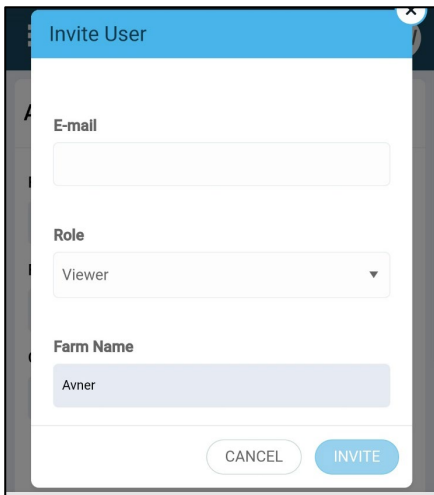 Invite User
E-mail
Role
Viewer
Farm Name
Avner
CANCEL
INVITE